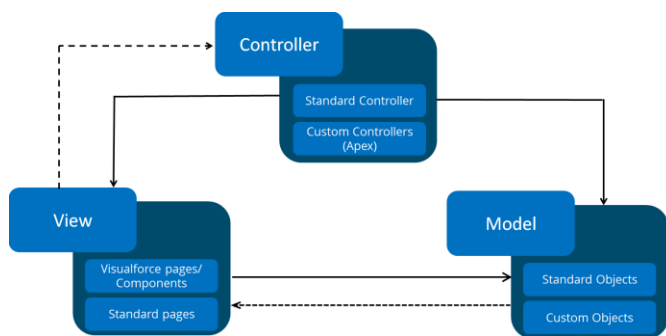 Controller
Standard Controller
Custom Controllers
(Apex)
View
Visualforce pages/
Components
Standard pages
Model
Standard Objects
Custom Objects